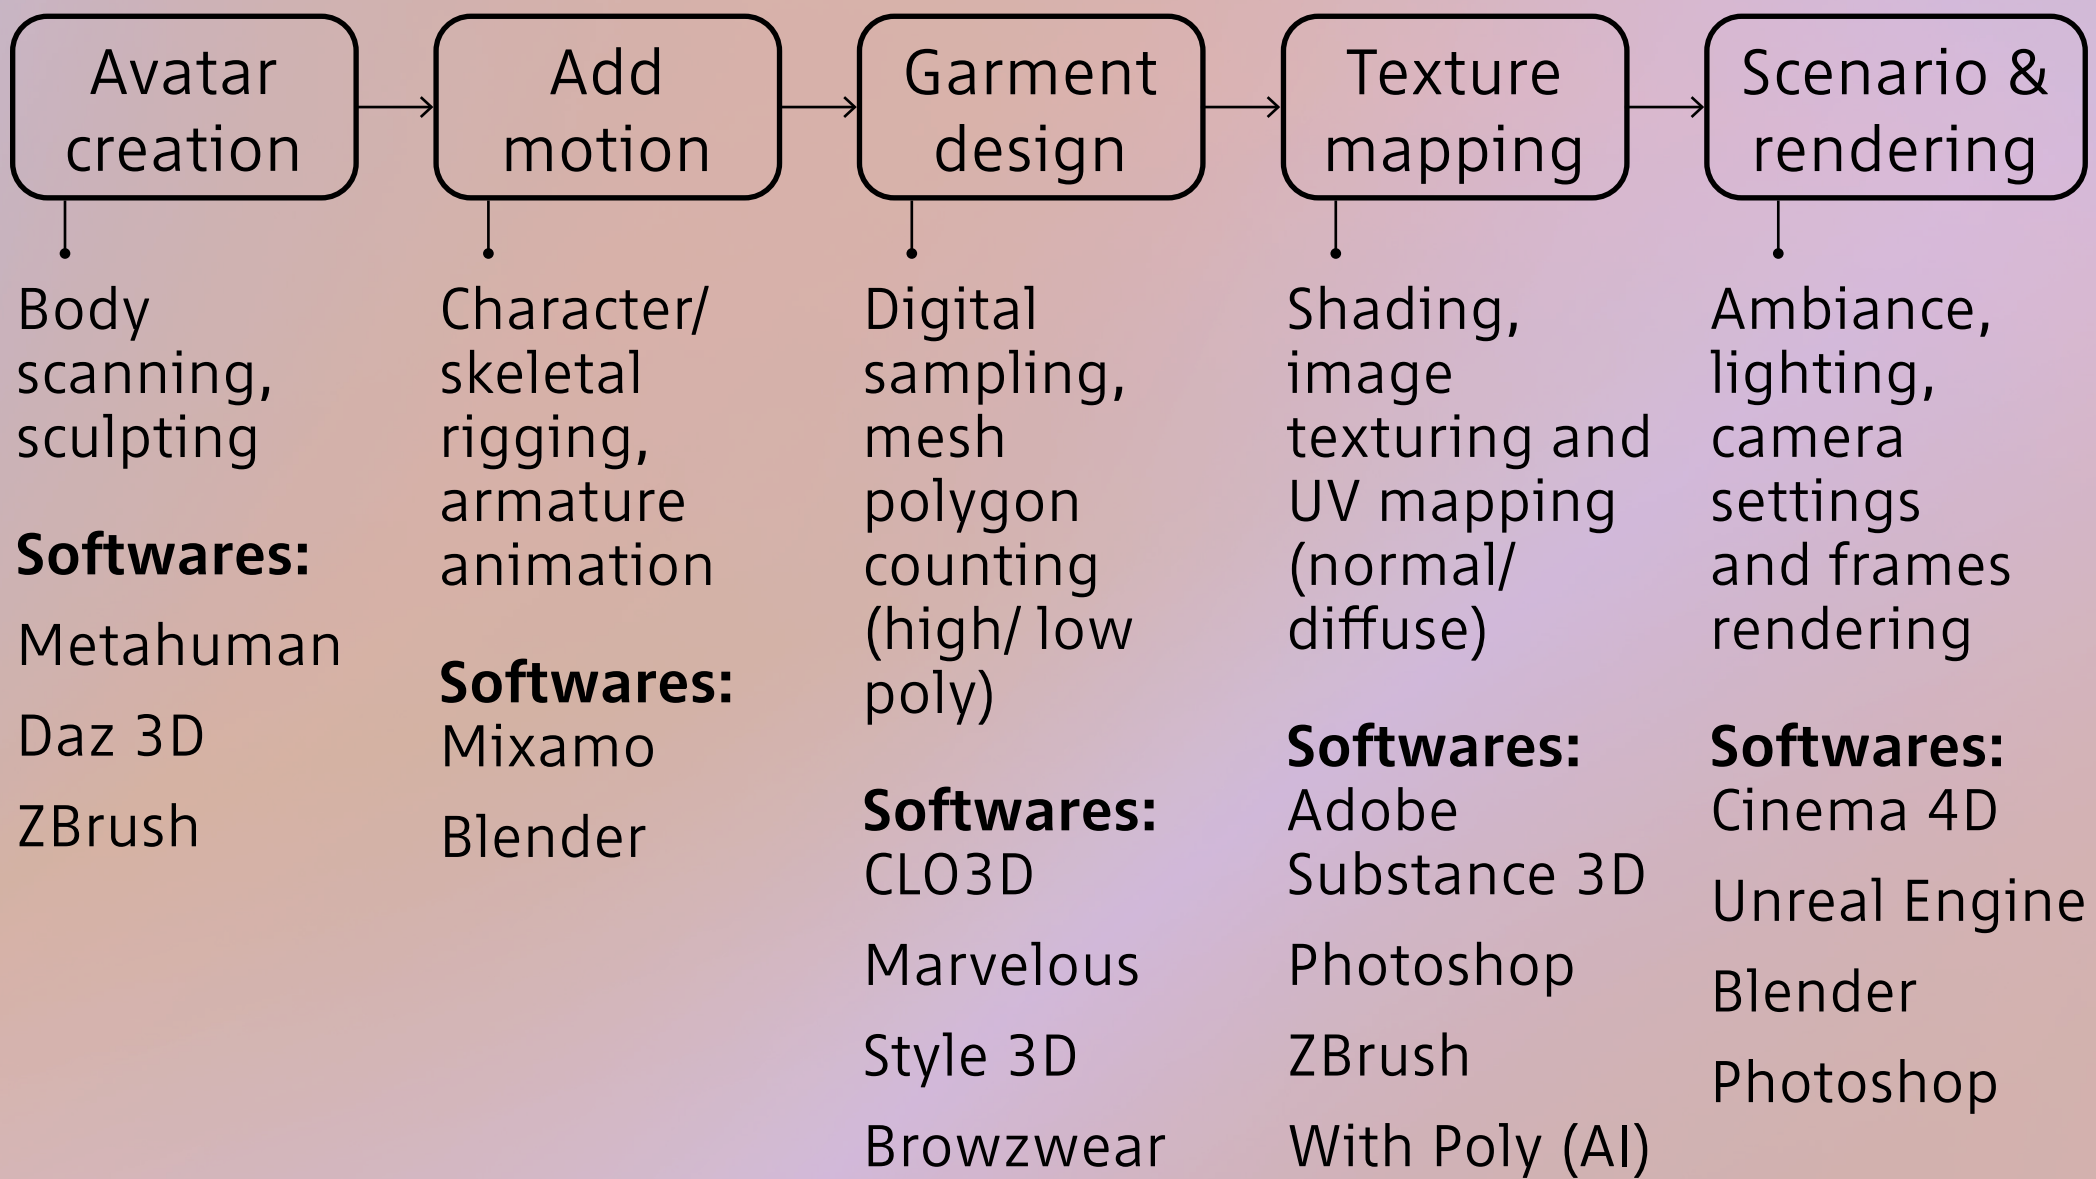 Avatar
creation
Add
motion
Garment
design
Texture
mapping
Scenario &
rendering
Body
scanning,
sculpting
Softwares:
Metahuman
Daz 3D
ZBrush
Character/
skeletal
rigging,
armature
animation
Softwares:
Mixamo
Blender
Digital
sampling,
mesh
polygon
counting
(high/ low
poly)
Softwares:
CLO3D
Marvelous
Style 3D
Browzwear
Shading,
image
texturing and
UV mapping
(normal/
diffuse)
Softwares:
Adobe
Substance 3D
Photoshop
ZBrush
With Poly (AI)
Ambiance,
lighting,
camera
settings
and frames
rendering
Softwares:
Cinema 4D
Unreal Engine
Blender
Photoshop